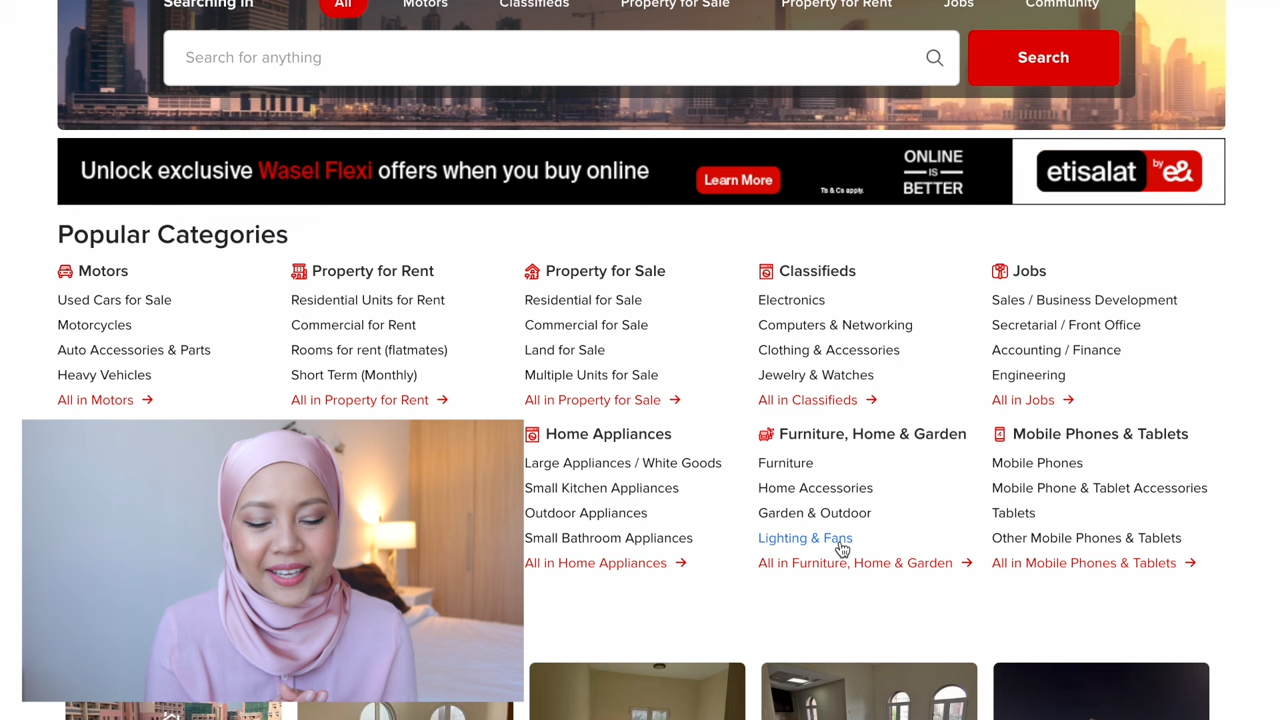 Searching in
All
Motors
Classifieds
Property for Sale
Property for Rent
Jobs
Community
Search for anything
Search
Unlock exclusive Wasel Flexi offers when you buy online
Learn More
Ts & Cs apply.
ONLINE
IS
BETTER
etisalat by e&
Popular Categories
Motors
Used Cars for Sale
Motorcycles
Auto Accessories & Parts
Heavy Vehicles
All in Motors →
Property for Rent
Residential Units for Rent
Commercial for Rent
Rooms for rent (flatmates)
Short Term (Monthly)
All in Property for Rent →
Property for Sale
Residential for Sale
Commercial for Sale
Land for Sale
Multiple Units for Sale
All in Property for Sale →
Classifieds
Electronics
Computers & Networking
Clothing & Accessories
Jewelry & Watches
All in Classifieds →
Jobs
Sales / Business Development
Secretarial / Front Office
Accounting / Finance
Engineering
All in Jobs →
Home Appliances
Large Appliances / White Goods
Small Kitchen Appliances
Outdoor Appliances
Small Bathroom Appliances
All in Home Appliances →
Furniture, Home & Garden
Furniture
Home Accessories
Garden & Outdoor
Lighting & Fans
All in Furniture, Home & Garden →
Mobile Phones & Tablets
Mobile Phones
Mobile Phone & Tablet Accessories
Tablets
Other Mobile Phones & Tablets
All in Mobile Phones & Tablets →